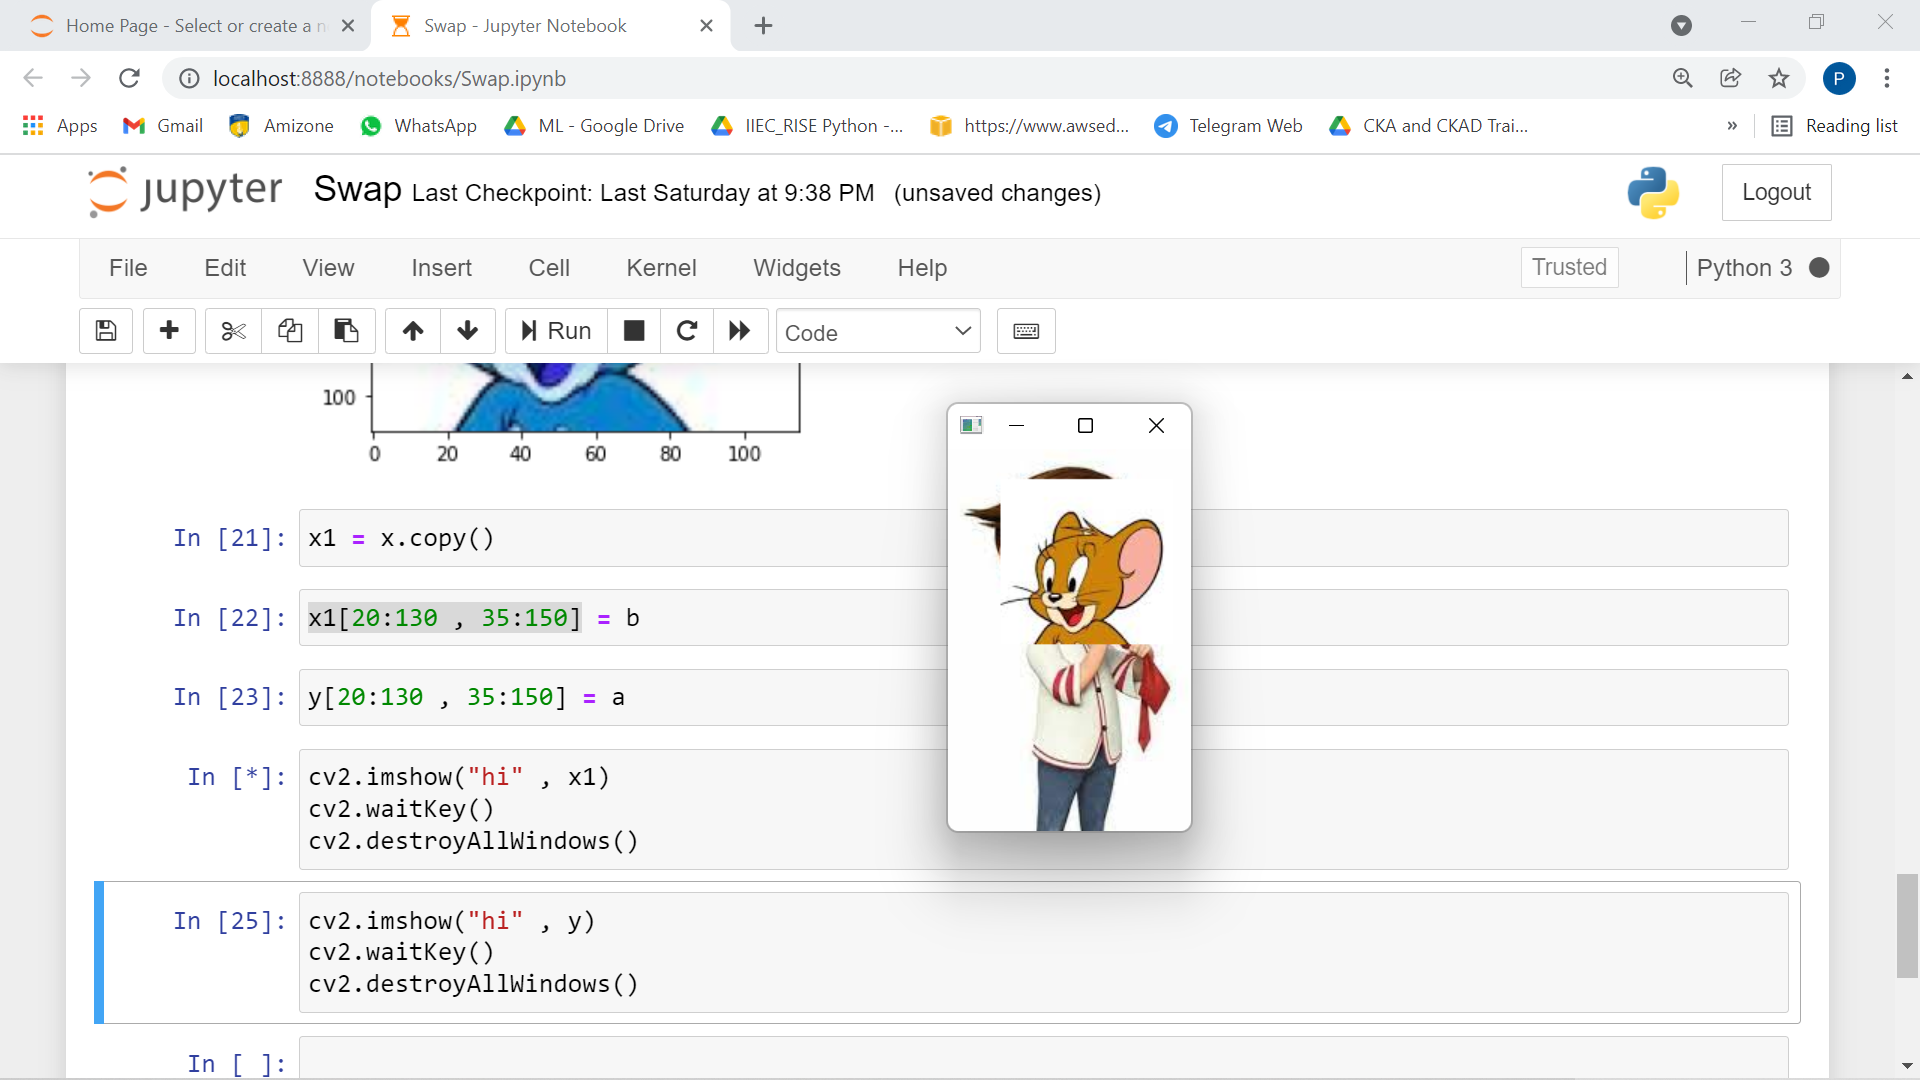 Home Page - Select or create a n
Swap - Jupyter Notebook
localhost:8888/notebooks/Swap.ipynb
P
Apps
Gmail
Amizone
WhatsApp
ML - Google Drive
IIEC_RISE Python -...
https://www.awsed...
Telegram Web
CKA and CKAD Trai...
»
Reading list
jupyter Swap Last Checkpoint: Last Saturday at 9:38 PM (unsaved changes)
Logout
File Edit View Insert Cell Kernel Widgets Help
Trusted
Python 3
Run
Code
100
0 20 40 60 80 100
In [21]: x1 = x.copy()
In [22]: x1[20:130 , 35:150] = b
In [23]: y[20:130 , 35:150] = a
In [*]: cv2.imshow("hi" , x1)
cv2.waitKey()
cv2.destroyAllWindows()
In [25]: cv2.imshow("hi" , y)
cv2.waitKey()
cv2.destroyAllWindows()
In [ ]: